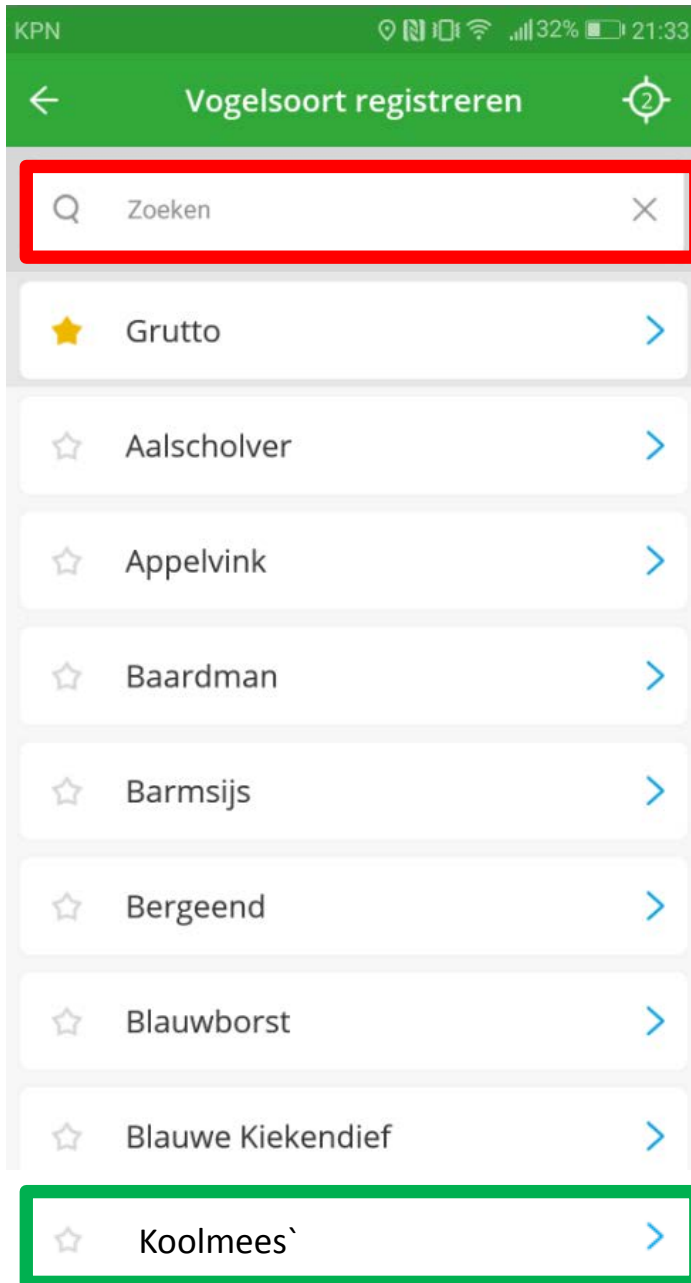 KPN 32% 21:33
Vogelsoort registreren 2
Zoeken
Grutto
Aalscholver
Appelvink
Baardman
Barmsijs
Bergeend
Blauwborst
Blauwe Kiekendief
Koolmees`